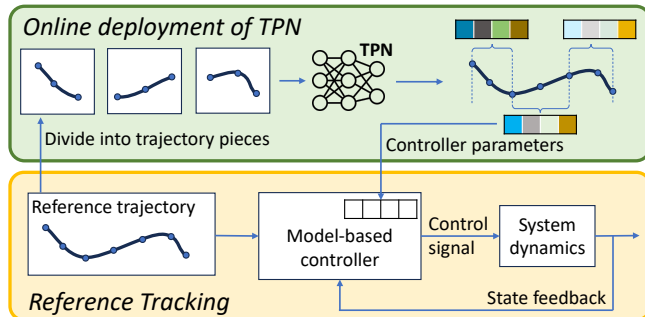 Online deployment of TPN
TPN
Divide into trajectory pieces
Controller parameters
Reference trajectory
Model-based
controller
Control
signal
System
dynamics
State feedback
Reference Tracking